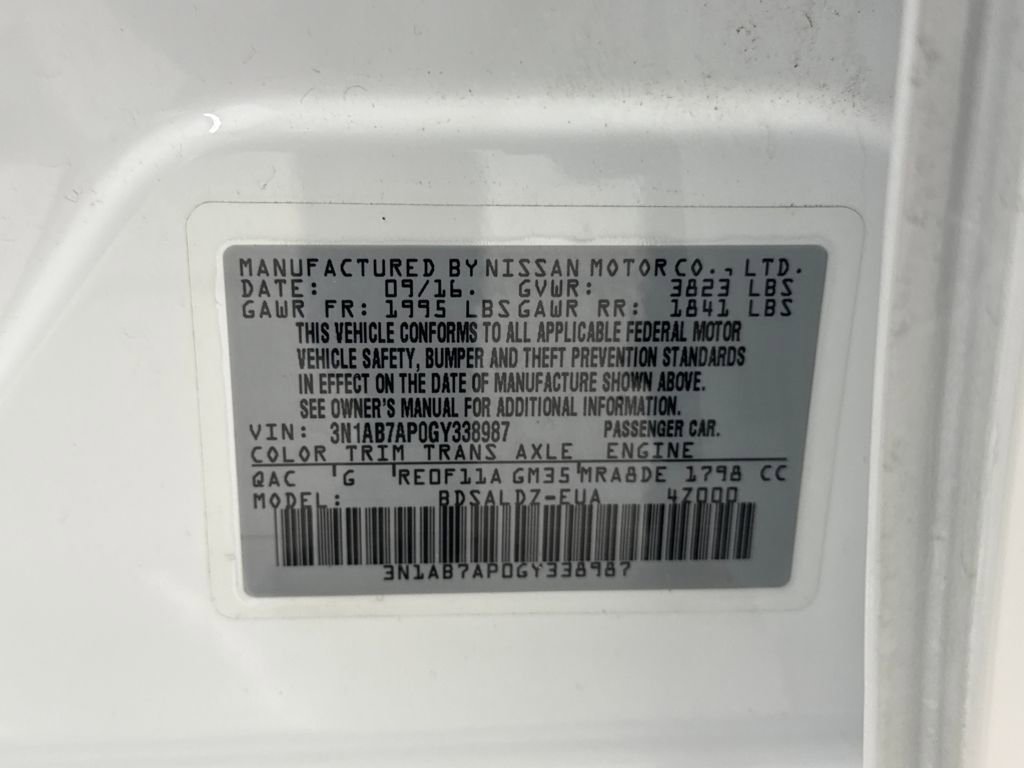 MANUFACTURED BY NISSAN MOTOR CO., LTD.
DATE: 09/16. GVWR: 3823 LBS
GAWR FR: 1995 LBS GAWR RR: 1841 LBS
THIS VEHICLE CONFORMS TO ALL APPLICABLE FEDERAL MOTOR
VEHICLE SAFETY, BUMPER AND THEFT PREVENTION STANDARDS
IN EFFECT ON THE DATE OF MANUFACTURE SHOWN ABOVE.
SEE OWNER'S MANUAL FOR ADDITIONAL INFORMATION.
VIN: 3N1AB7AP0GY338987 PASSENGER CAR.
COLOR TRIM TRANS AXLE ENGINE
QAC G RE0F11A GM35 MRA8DE 1798 CC
MODEL: BDSALDZ-EUA 4Z000
3N1AB7AP0GY338987